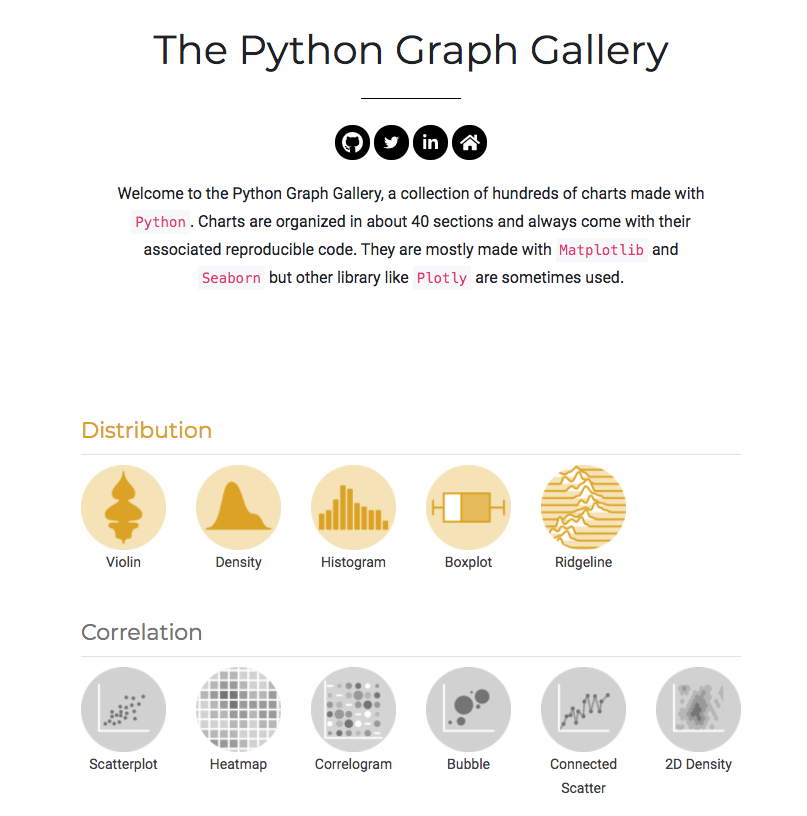 The Python Graph Gallery
in
Welcome to the Python Graph Gallery, a collection of hundreds of charts made with
Python. Charts are organized in about 40 sections and always come with their
associated reproducible code. They are mostly made with Matplotlib and
Seaborn but other library like Plotly are sometimes used.
Distribution
Violin Density Histogram Boxplot Ridgeline
Correlation
Scatterplot Heatmap Correlogram Bubble Connected 2D Density
Scatter